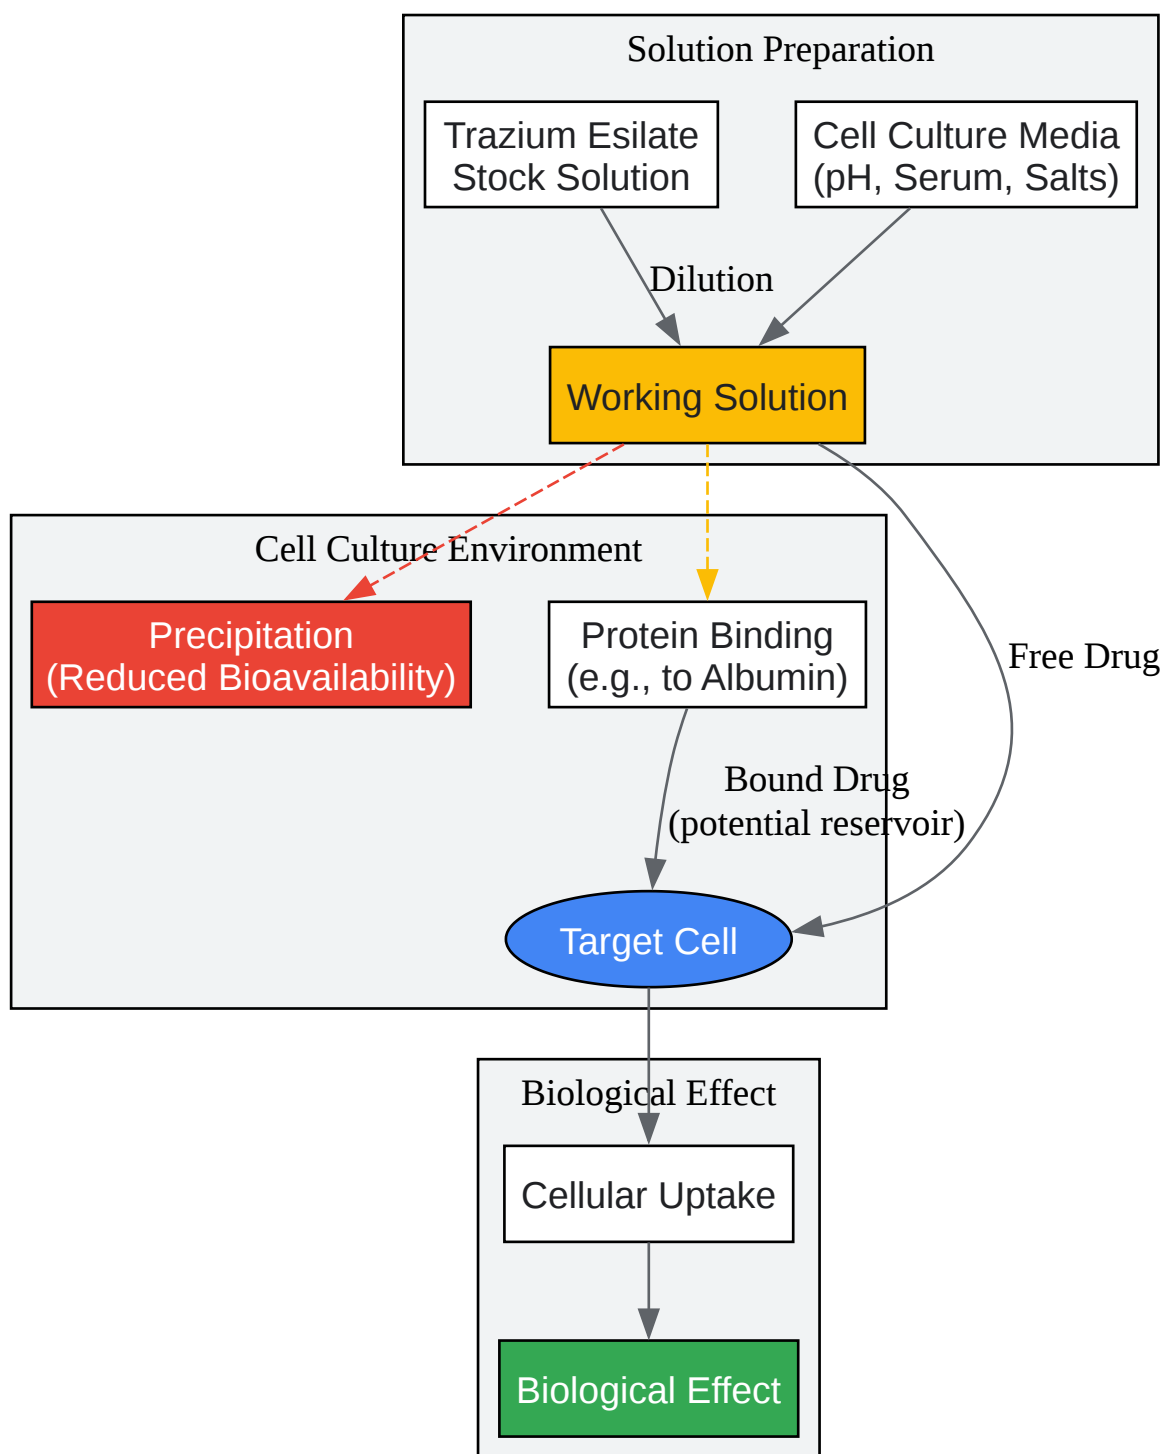 Solution Preparation
Trazium Esilate
Stock Solution
Cell Culture Media
(pH, Serum, Salts)
Dilution
Working Solution
Cell Culture Environment
Precipitation
(Reduced Bioavailability)
Protein Binding
(e.g., to Albumin)
Free Drug
Bound Drug
(potential reservoir)
Target Cell
Biological Effect
Cellular Uptake
Biological Effect